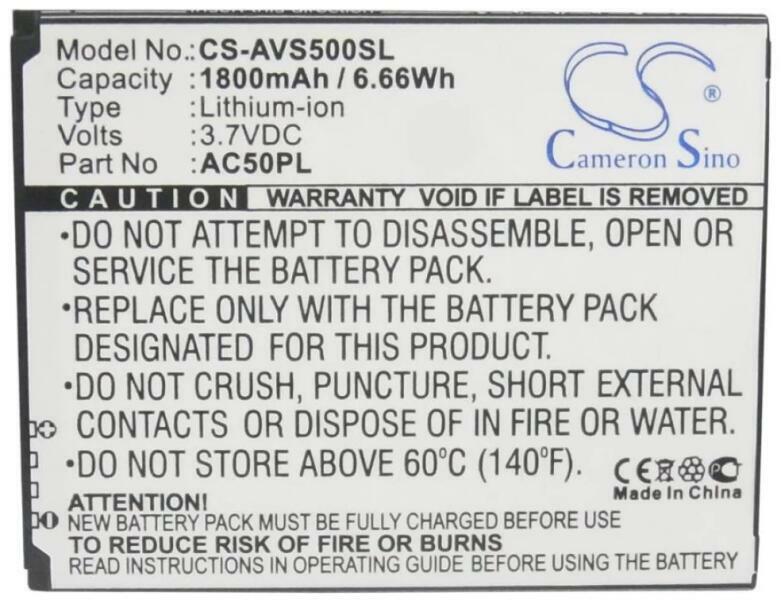 Model No.: CS-AVS500SL
Capacity : 1800mAh / 6.66Wh
Type : Lithium-ion
Volts : 3.7VDC
Part No : AC50PL
CS ®
Cameron Sino
CAUTION WARRANTY VOID IF LABEL IS REMOVED
•DO NOT ATTEMPT TO DISASSEMBLE, OPEN OR
SERVICE THE BATTERY PACK.
•REPLACE ONLY WITH THE BATTERY PACK
DESIGNATED FOR THIS PRODUCT.
•DO NOT CRUSH, PUNCTURE, SHORT EXTERNAL
CONTACTS OR DISPOSE OF IN FIRE OR WATER.
•DO NOT STORE ABOVE 60°C (140°F).
CE
Made In China
ATTENTION!
NEW BATTERY PACK MUST BE FULLY CHARGED BEFORE USE
TO REDUCE RISK OF FIRE OR BURNS
READ INSTRUCTIONS IN OPERATING GUIDE BEFORE USING THE BATTERY